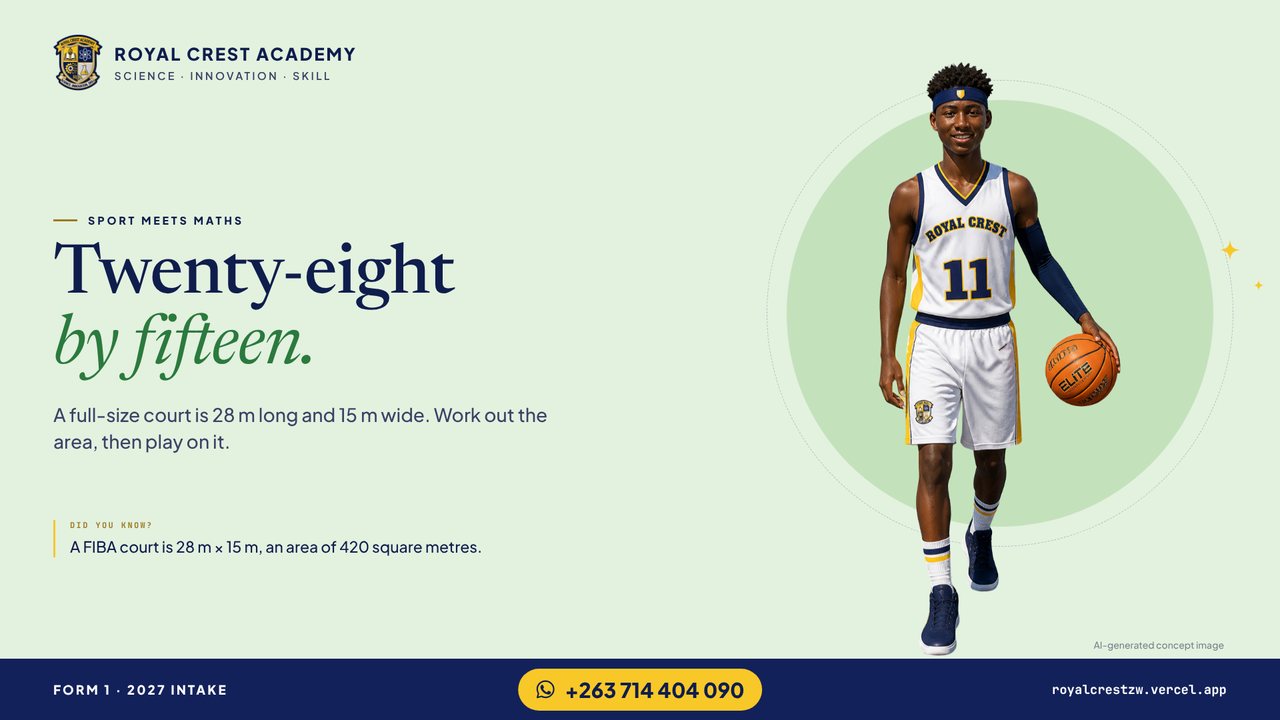 ROYAL CREST ACADEMY
SCIENCE · INNOVATION · SKILL
SPORT MEETS MATHS
Twenty-eight
by fifteen.
A full-size court is 28 m long and 15 m wide. Work out the
area, then play on it.
DID YOU KNOW?
A FIBA court is 28 m × 15 m, an area of 420 square metres.
ROYAL CREST
11
ELITE
AI-generated concept image
FORM 1 · 2027 INTAKE
+263 714 404 090
royalcrestzw.vercel.app